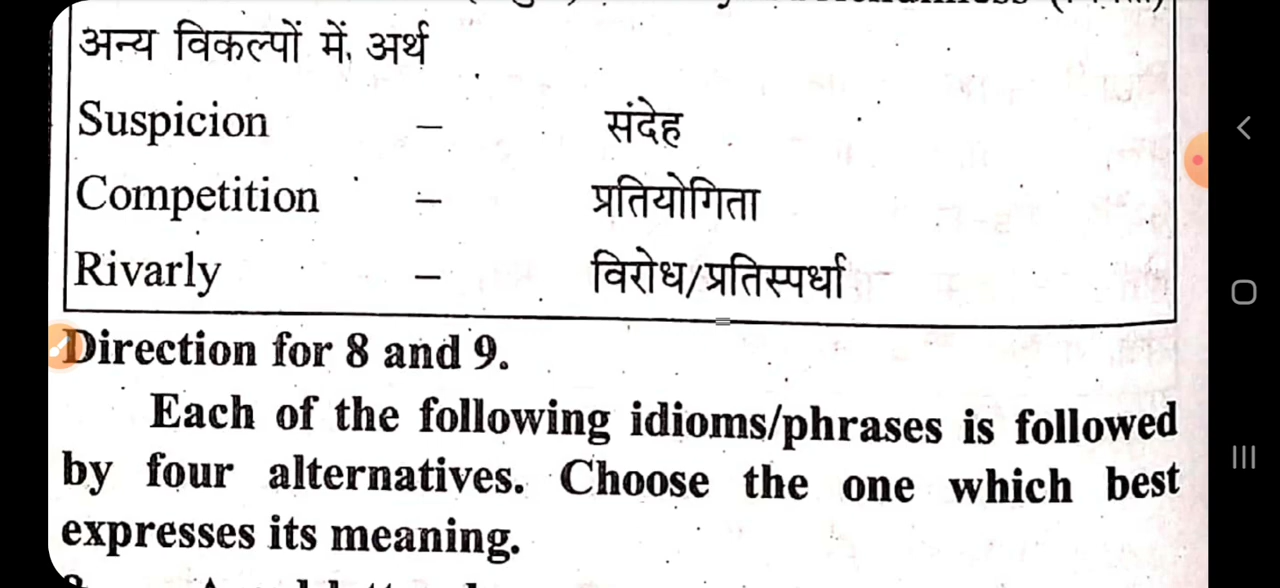 अन्य विकल्पों में, अर्थ
Suspicion – संदेह
Competition – प्रतियोगिता
Rivarly – विरोध/प्रतिस्पर्धा
Direction for 8 and 9.
Each of the following idioms/phrases is followed
by four alternatives. Choose the one which best
expresses its meaning.